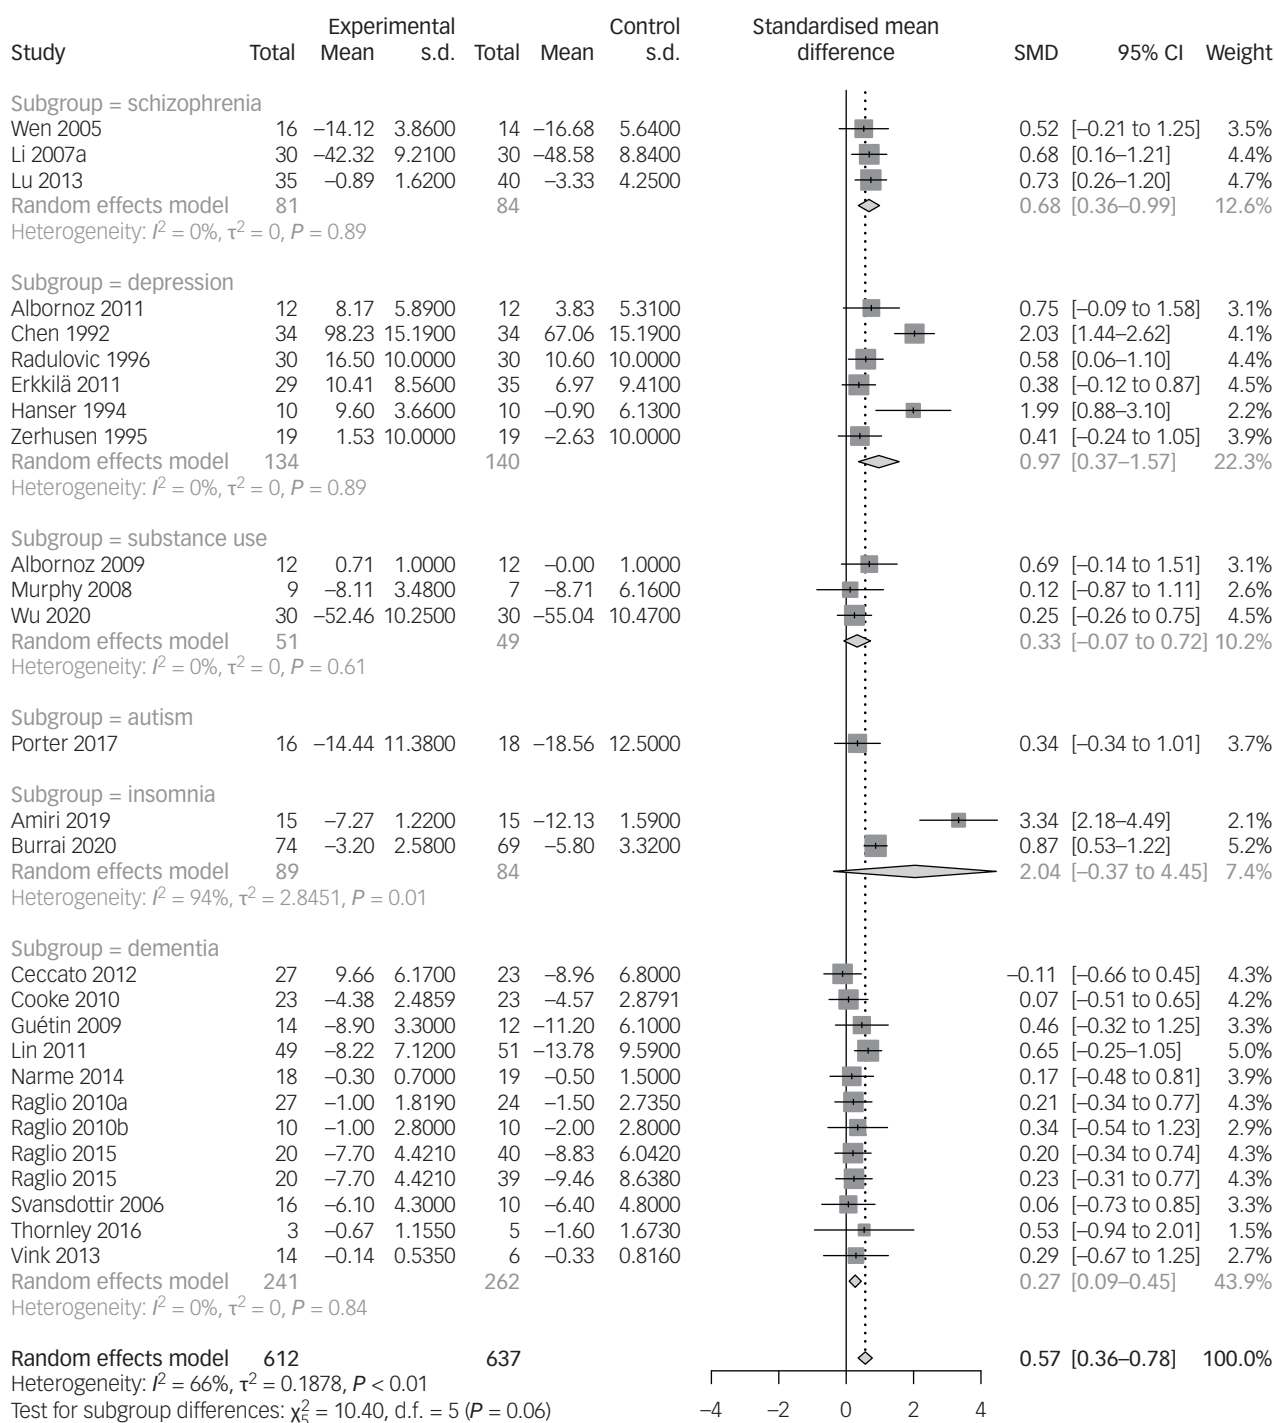 Experimental Control Standardised mean
Study Total Mean s.d. Total Mean s.d. difference SMD 95% CI Weight
Subgroup = schizophrenia
Wen 2005 16 –14.12 3.8600 14 –16.68 5.6400 0.52 [–0.21 to 1.25] 3.5%
Li 2007a 30 –42.32 9.2100 30 –48.58 8.8400 0.68 [0.16–1.21] 4.4%
Lu 2013 35 –0.89 1.6200 40 –3.33 4.2500 0.73 [0.26–1.20] 4.7%
Random effects model 81 84 0.68 [0.36–0.99] 12.6%
Heterogeneity: I² = 0%, τ² = 0, P = 0.89
Subgroup = depression
Albornoz 2011 12 8.17 5.8900 12 3.83 5.3100 0.75 [–0.09 to 1.58] 3.1%
Chen 1992 34 98.23 15.1900 34 67.06 15.1900 2.03 [1.44–2.62] 4.1%
Radulovic 1996 30 16.50 10.0000 30 10.60 10.0000 0.58 [0.06–1.10] 4.4%
Erkkilä 2011 29 10.41 8.5600 35 6.97 9.4100 0.38 [–0.12 to 0.87] 4.5%
Hanser 1994 10 9.60 3.6600 10 –0.90 6.1300 1.99 [0.88–3.10] 2.2%
Zerhusen 1995 19 1.53 10.0000 19 –2.63 10.0000 0.41 [–0.24 to 1.05] 3.9%
Random effects model 134 140 0.97 [0.37–1.57] 22.3%
Heterogeneity: I² = 0%, τ² = 0, P = 0.89
Subgroup = substance use
Albornoz 2009 12 0.71 1.0000 12 –0.00 1.0000 0.69 [–0.14 to 1.51] 3.1%
Murphy 2008 9 –8.11 3.4800 7 –8.71 6.1600 0.12 [–0.87 to 1.11] 2.6%
Wu 2020 30 –52.46 10.2500 30 –55.04 10.4700 0.25 [–0.26 to 0.75] 4.5%
Random effects model 51 49 0.33 [–0.07 to 0.72] 10.2%
Heterogeneity: I² = 0%, τ² = 0, P = 0.61
Subgroup = autism
Porter 2017 16 –14.44 11.3800 18 –18.56 12.5000 0.34 [–0.34 to 1.01] 3.7%
Subgroup = insomnia
Amiri 2019 15 –7.27 1.2200 15 –12.13 1.5900 3.34 [2.18–4.49] 2.1%
Burrai 2020 74 –3.20 2.5800 69 –5.80 3.3200 0.87 [0.53–1.22] 5.2%
Random effects model 89 84 2.04 [–0.37 to 4.45] 7.4%
Heterogeneity: I² = 94%, τ² = 2.8451, P = 0.01
Subgroup = dementia
Ceccato 2012 27 9.66 6.1700 23 –8.96 6.8000 –0.11 [–0.66 to 0.45] 4.3%
Cooke 2010 23 –4.38 2.4859 23 –4.57 2.8791 0.07 [–0.51 to 0.65] 4.2%
Guétin 2009 14 –8.90 3.3000 12 –11.20 6.1000 0.46 [–0.32 to 1.25] 3.3%
Lin 2011 49 –8.22 7.1200 51 –13.78 9.5900 0.65 [–0.25–1.05] 5.0%
Narme 2014 18 –0.30 0.7000 19 –0.50 1.5000 0.17 [–0.48 to 0.81] 3.9%
Raglio 2010a 27 –1.00 1.8190 24 –1.50 2.7350 0.21 [–0.34 to 0.77] 4.3%
Raglio 2010b 10 –1.00 2.8000 10 –2.00 2.8000 0.34 [–0.54 to 1.23] 2.9%
Raglio 2015 20 –7.70 4.4210 40 –8.83 6.0420 0.20 [–0.34 to 0.74] 4.3%
Raglio 2015 20 –7.70 4.4210 39 –9.46 8.6380 0.23 [–0.31 to 0.77] 4.3%
Svansdottir 2006 16 –6.10 4.3000 10 –6.40 4.8000 0.06 [–0.73 to 0.85] 3.3%
Thornley 2016 3 –0.67 1.1550 5 –1.60 1.6730 0.53 [–0.94 to 2.01] 1.5%
Vink 2013 14 –0.14 0.5350 6 –0.33 0.8160 0.29 [–0.67 to 1.25] 2.7%
Random effects model 241 262 0.27 [0.09–0.45] 43.9%
Heterogeneity: I² = 0%, τ² = 0, P = 0.84
Random effects model 612 637 0.57 [0.36–0.78] 100.0%
Heterogeneity: I² = 66%, τ² = 0.1878, P < 0.01
Test for subgroup differences: χ²₅ = 10.40, d.f. = 5 (P = 0.06) –4 –2 0 2 4